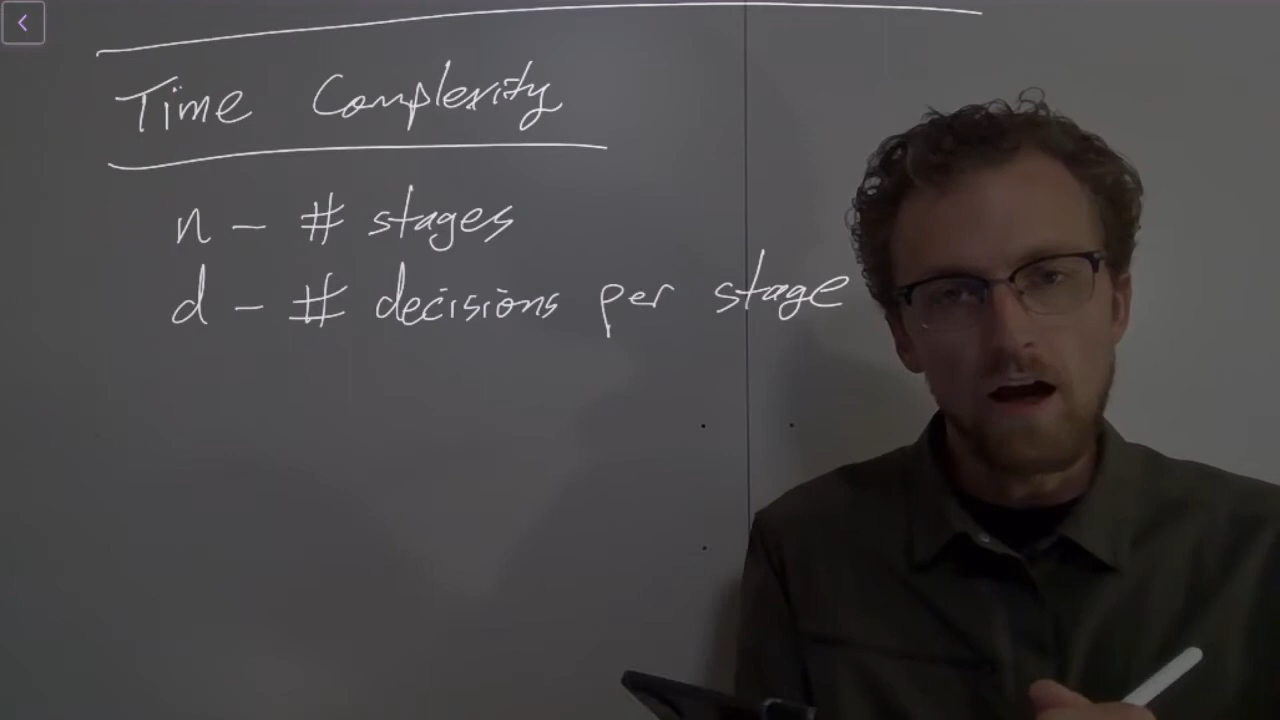 Time Complexity
n – # stages
d – # decisions per stage